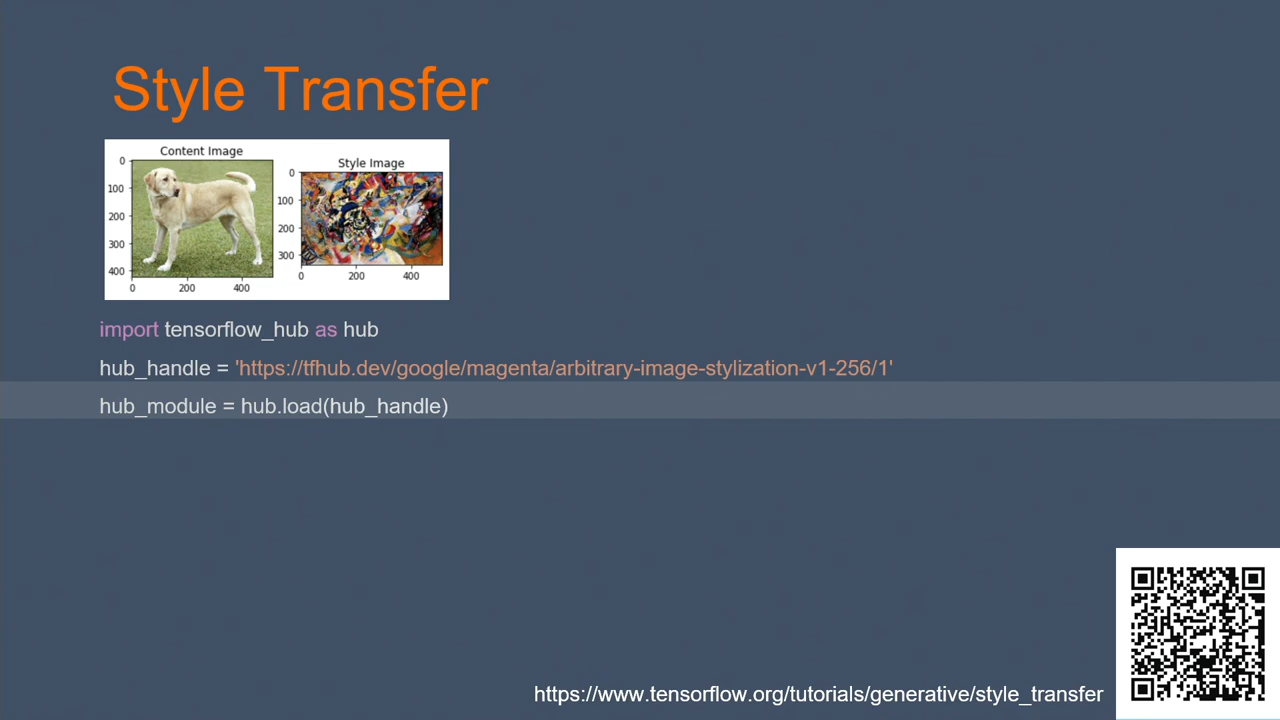 Style Transfer
Content Image
Style Image
0
100
200
300
400
0
200
400
0
100
200
300
0
200
400
import tensorflow_hub as hub
hub_handle = 'https://tfhub.dev/google/magenta/arbitrary-image-stylization-v1-256/1'
hub_module = hub.load(hub_handle)
https://www.tensorflow.org/tutorials/generative/style_transfer